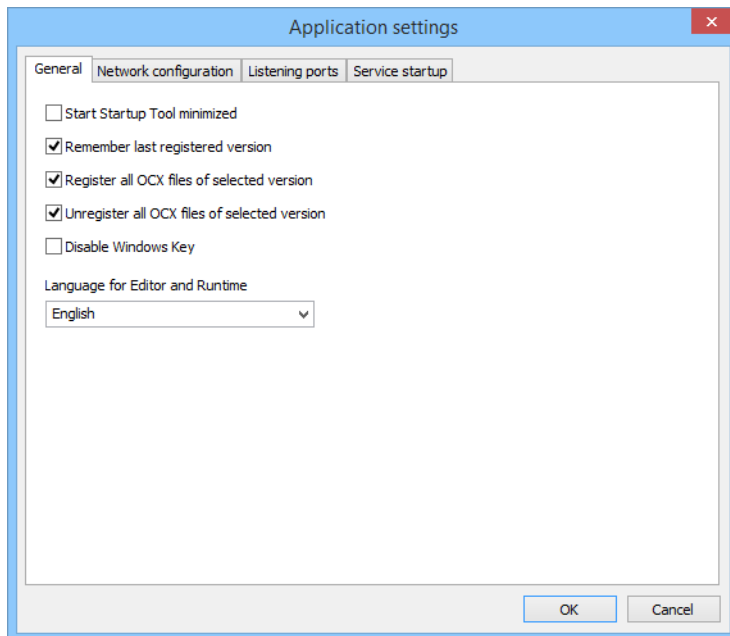 Application settings
General Network configuration Listening ports Service startup
Start Startup Tool minimized
Remember last registered version
Register all OCX files of selected version
Unregister all OCX files of selected version
Disable Windows Key
Language for Editor and Runtime
English
OK Cancel